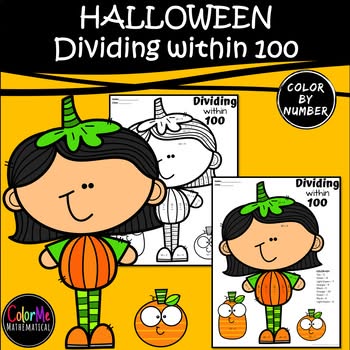 HALLOWEEN
Dividing within 100
COLOR
BY
NUMBER
Dividing
within
100
Dividing
within
100
ColorMe
MATHEMATICAL